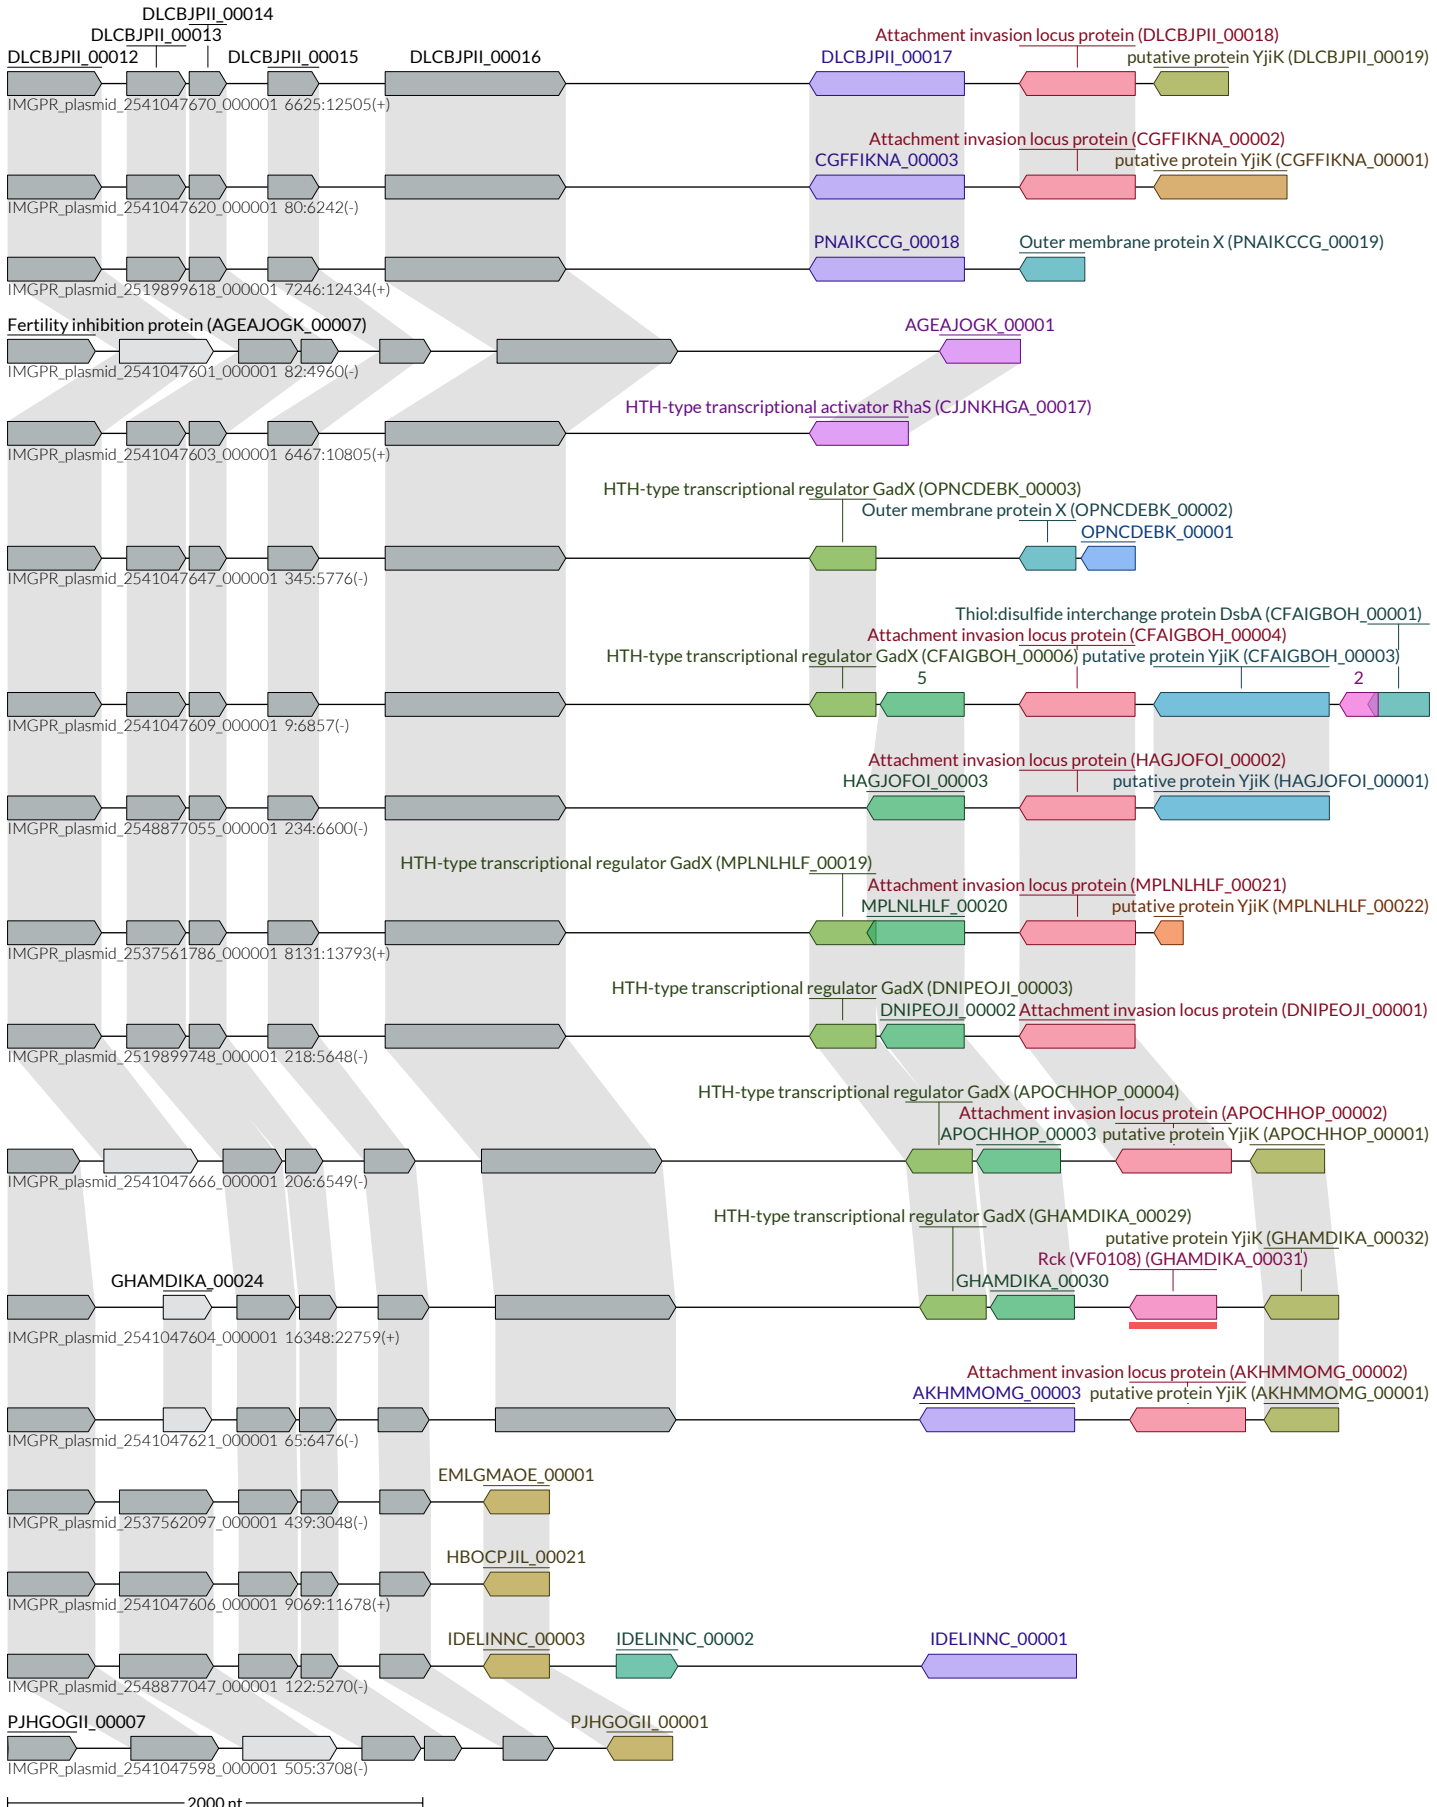 DLCBJPII_00014
DLCBJPII_00013
Attachment invasion locus protein (DLCBJPII_00018)
DLCBJPII_00012
DLCBJPII_00015
DLCBJPII_00016
DLCBJPII_00017
putative protein YjiK (DLCBJPII_00019)
IMGPR_plasmid_2541047670_000001 6625:12505(+)
Attachment invasion locus protein (CGFFIKNA_00002)
CGFFIKNA_00003
putative protein YjiK (CGFFIKNA_00001)
IMGPR_plasmid_2541047620_000001 80:6242(-)
PNAIKCCG_00018
Outer membrane protein X (PNAIKCCG_00019)
IMGPR_plasmid_2519899618_000001 7246:12434(+)
Fertility inhibition protein (AGEAJOGK_00007)
AGEAJOGK_00001
IMGPR_plasmid_2541047601_000001 82:4960(-)
HTH-type transcriptional activator RhaS (CJJNKHGA_00017)
IMGPR_plasmid_2541047603_000001 6467:10805(+)
HTH-type transcriptional regulator GadX (OPNCDEBK_00003)
Outer membrane protein X (OPNCDEBK_00002)
OPNCDEBK_00001
IMGPR_plasmid_2541047647_000001 345:5776(-)
Thiol:disulfide interchange protein DsbA (CFAIGBOH_00001)
Attachment invasion locus protein (CFAIGBOH_00004)
HTH-type transcriptional regulator GadX (CFAIGBOH_00006)
putative protein YjiK (CFAIGBOH_00003)
5
2
IMGPR_plasmid_2541047609_000001 9:6857(-)
Attachment invasion locus protein (HAGJOFOI_00002)
HAGJOFOI_00003
putative protein YjiK (HAGJOFOI_00001)
IMGPR_plasmid_2548877055_000001 234:6600(-)
HTH-type transcriptional regulator GadX (MPLNLHLF_00019)
Attachment invasion locus protein (MPLNLHLF_00021)
MPLNLHLF_00020
putative protein YjiK (MPLNLHLF_00022)
IMGPR_plasmid_2537561786_000001 8131:13793(+)
HTH-type transcriptional regulator GadX (DNIPEOJI_00003)
DNIPEOJI_00002
Attachment invasion locus protein (DNIPEOJI_00001)
IMGPR_plasmid_2519899748_000001 218:5648(-)
HTH-type transcriptional regulator GadX (APOCHHOP_00004)
Attachment invasion locus protein (APOCHHOP_00002)
APOCHHOP_00003
putative protein YjiK (APOCHHOP_00001)
IMGPR_plasmid_2541047666_000001 206:6549(-)
HTH-type transcriptional regulator GadX (GHAMDIKA_00029)
putative protein YjiK (GHAMDIKA_00032)
Rck (VF0108) (GHAMDIKA_00031)
GHAMDIKA_00024
GHAMDIKA_00030
IMGPR_plasmid_2541047604_000001 16348:22759(+)
Attachment invasion locus protein (AKHMMOMG_00002)
AKHMMOMG_00003
putative protein YjiK (AKHMMOMG_00001)
IMGPR_plasmid_2541047621_000001 65:6476(-)
EMLGMAOE_00001
IMGPR_plasmid_2537562097_000001 439:3048(-)
HBOCPJIL_00021
IMGPR_plasmid_2541047606_000001 9069:11678(+)
IDELINNC_00003
IDELINNC_00002
IDELINNC_00001
IMGPR_plasmid_2548877047_000001 122:5270(-)
PJHGOGII_00007
PJHGOGII_00001
IMGPR_plasmid_2541047598_000001 505:3708(-)
2000 nt